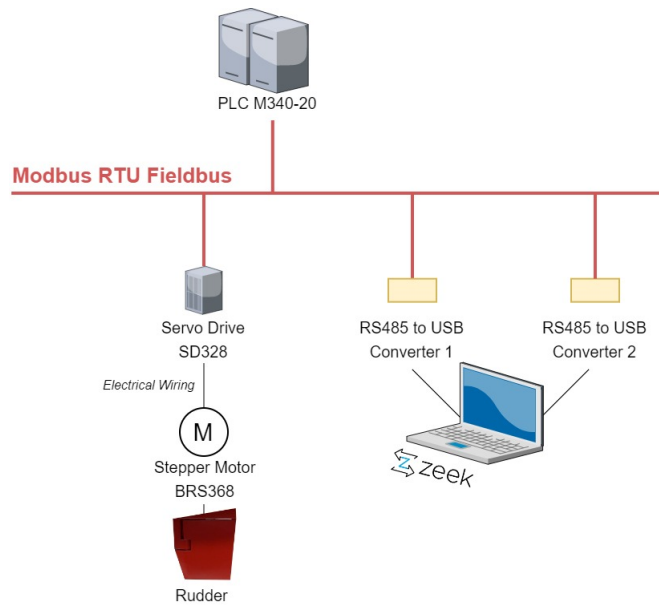 PLC M340-20
Modbus RTU Fieldbus
Servo Drive
SD328
RS485 to USB
Converter 1
RS485 to USB
Converter 2
Electrical Wiring
M
Stepper Motor
BRS368
z zeek
Rudder